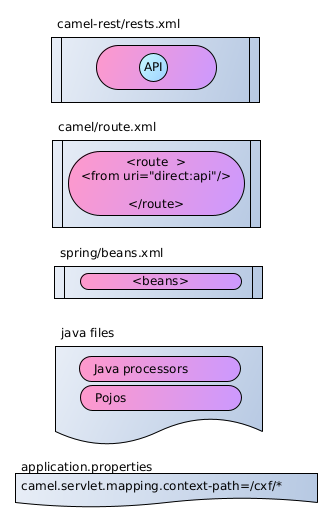 camel-rest/rests.xml
API
camel/route.xml
<route  >
<from uri="direct:api"/>
</route>
spring/beans.xml
<beans>
java files
Java processors
Pojos
application.properties
camel.servlet.mapping.context-path=/cxf/*